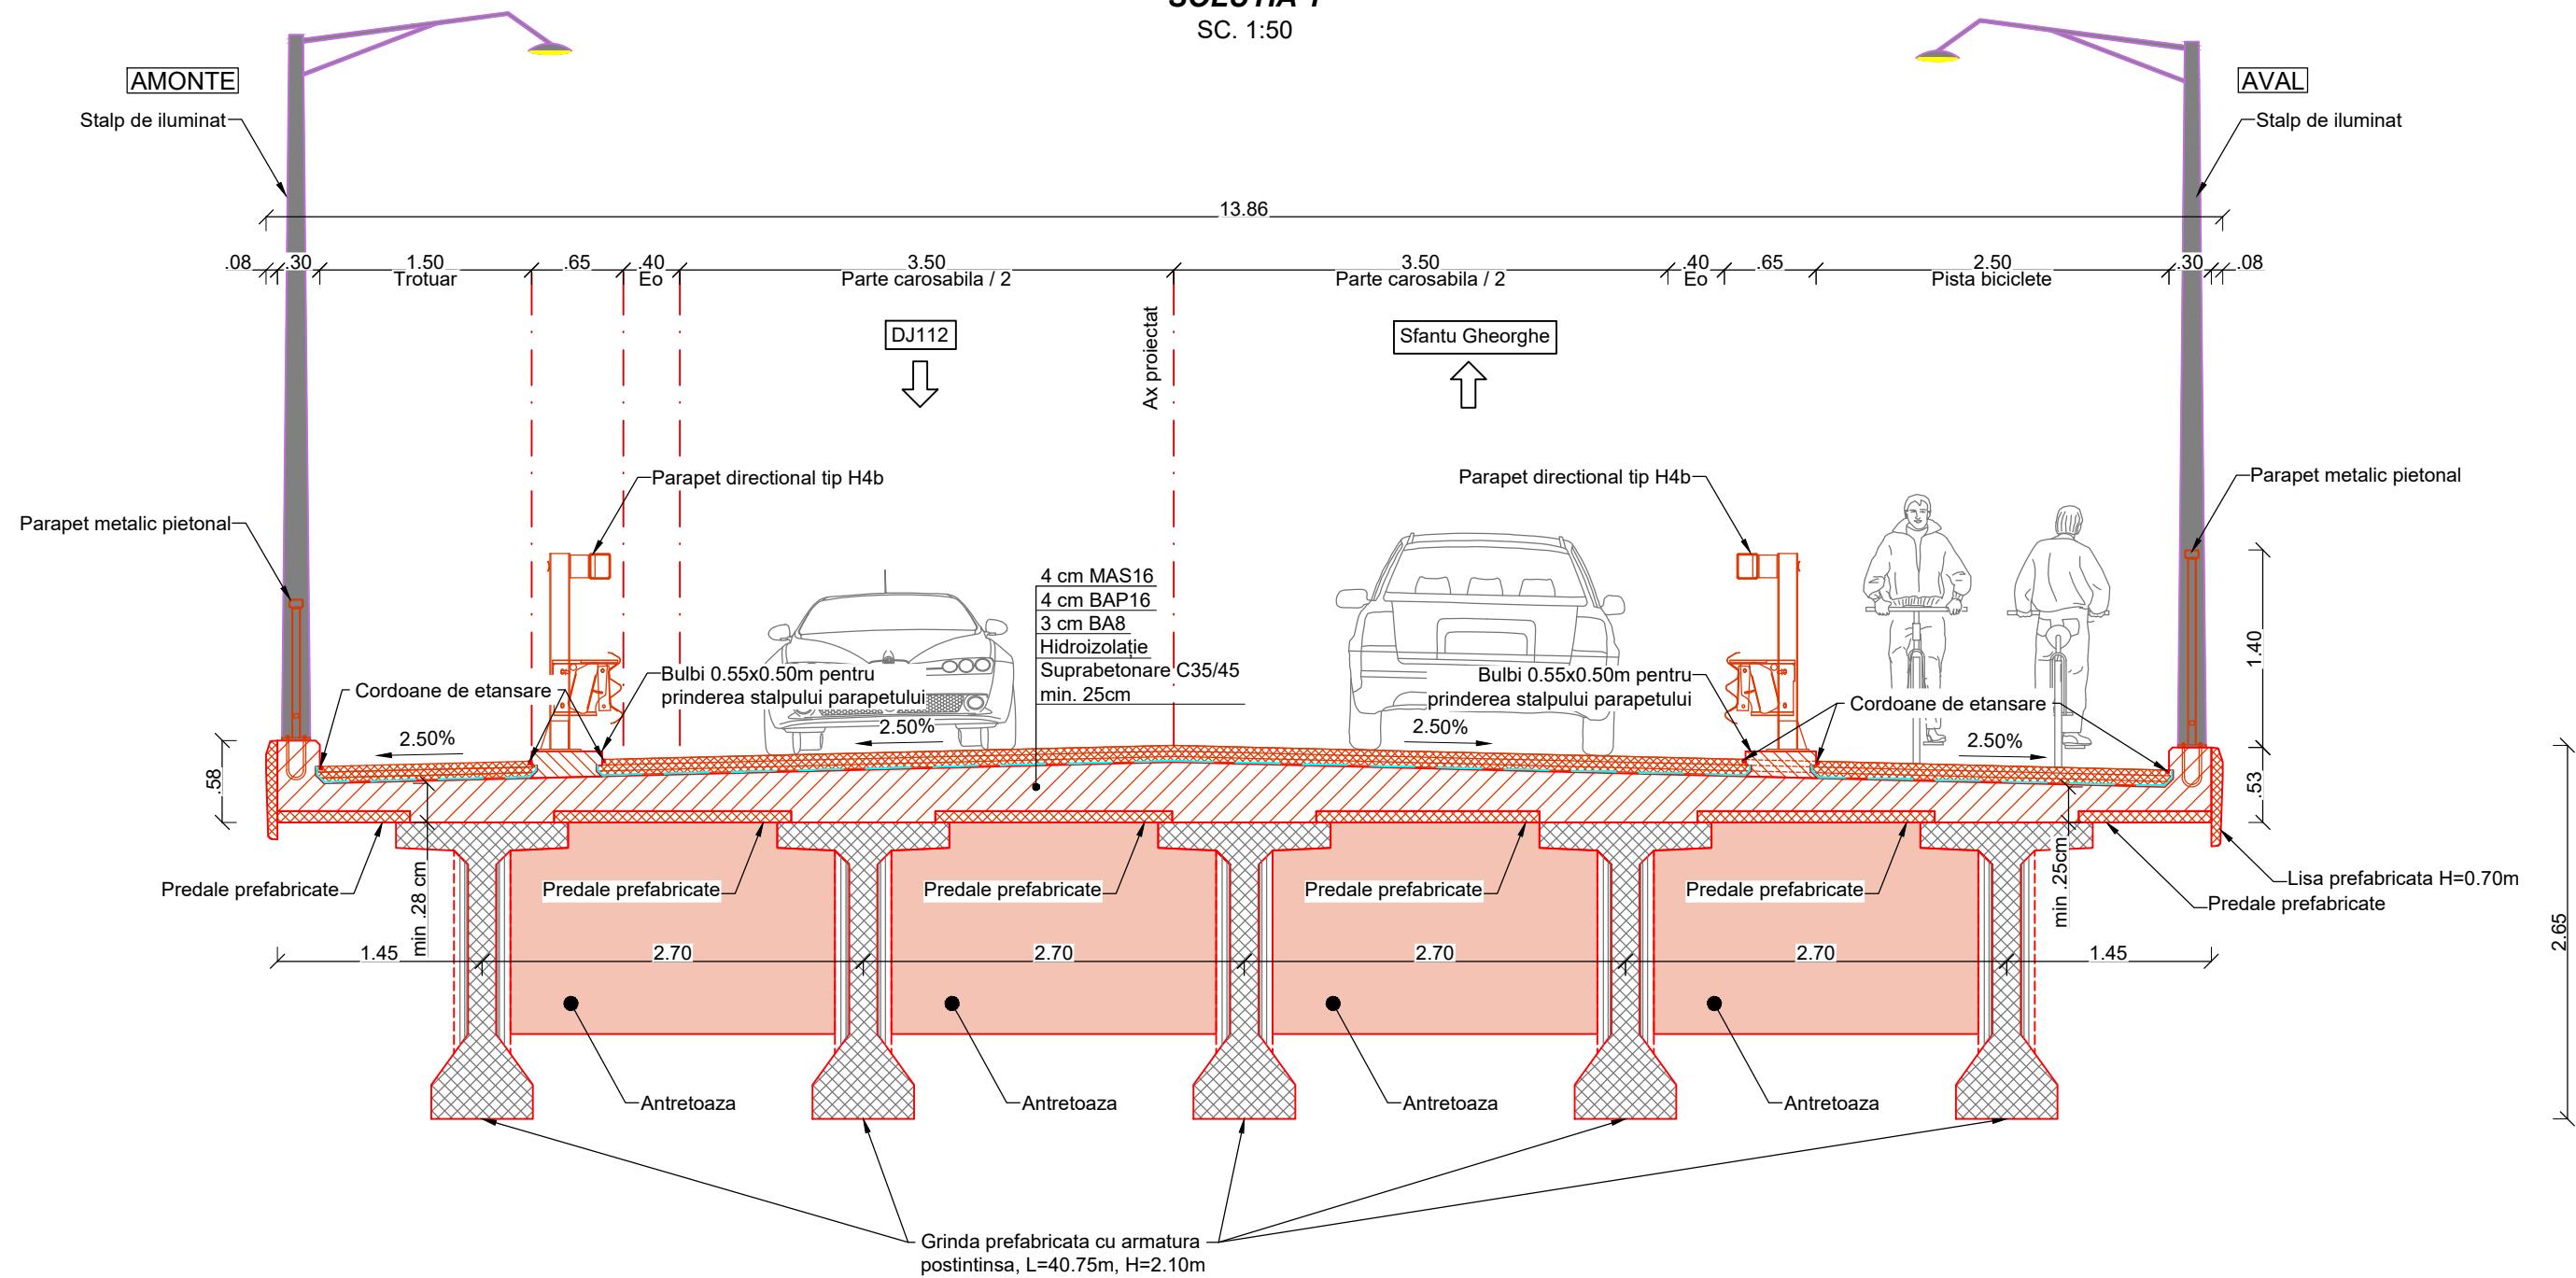 SOLUTIA 1
SC. 1:50
AMONTE
AVAL
Stalp de iluminat
Stalp de iluminat
13.86
.08
.30
1.50
.65
.40
3.50
3.50
.40
.65
2.50
.30
.08
Trotuar
Eo
Parte carosabila / 2
Parte carosabila / 2
Eo
Pista biciclete
Ax proiectat
DJ112
Sfantu Gheorghe
Parapet directional tip H4b
Parapet directional tip H4b
Parapet metalic pietonal
Parapet metalic pietonal
4 cm MAS16
4 cm BAP16
3 cm BA8
Hidroizolație
Suprabetonare C35/45
min. 25cm
Cordoane de etansare
Bulbi 0.55x0.50m pentru
prinderea stalpului parapetului
Bulbi 0.55x0.50m pentru
prinderea stalpului parapetului
Cordoane de etansare
2.50%
2.50%
2.50%
2.50%
1.40
.58
.53
2.65
Predale prefabricate
Predale prefabricate
Predale prefabricate
Predale prefabricate
Predale prefabricate
Lisa prefabricata H=0.70m
Predale prefabricate
min .28 cm
min .25cm
1.45
2.70
2.70
2.70
2.70
1.45
Antretoaza
Antretoaza
Antretoaza
Antretoaza
Grinda prefabricata cu armatura
postintinsa, L=40.75m, H=2.10m